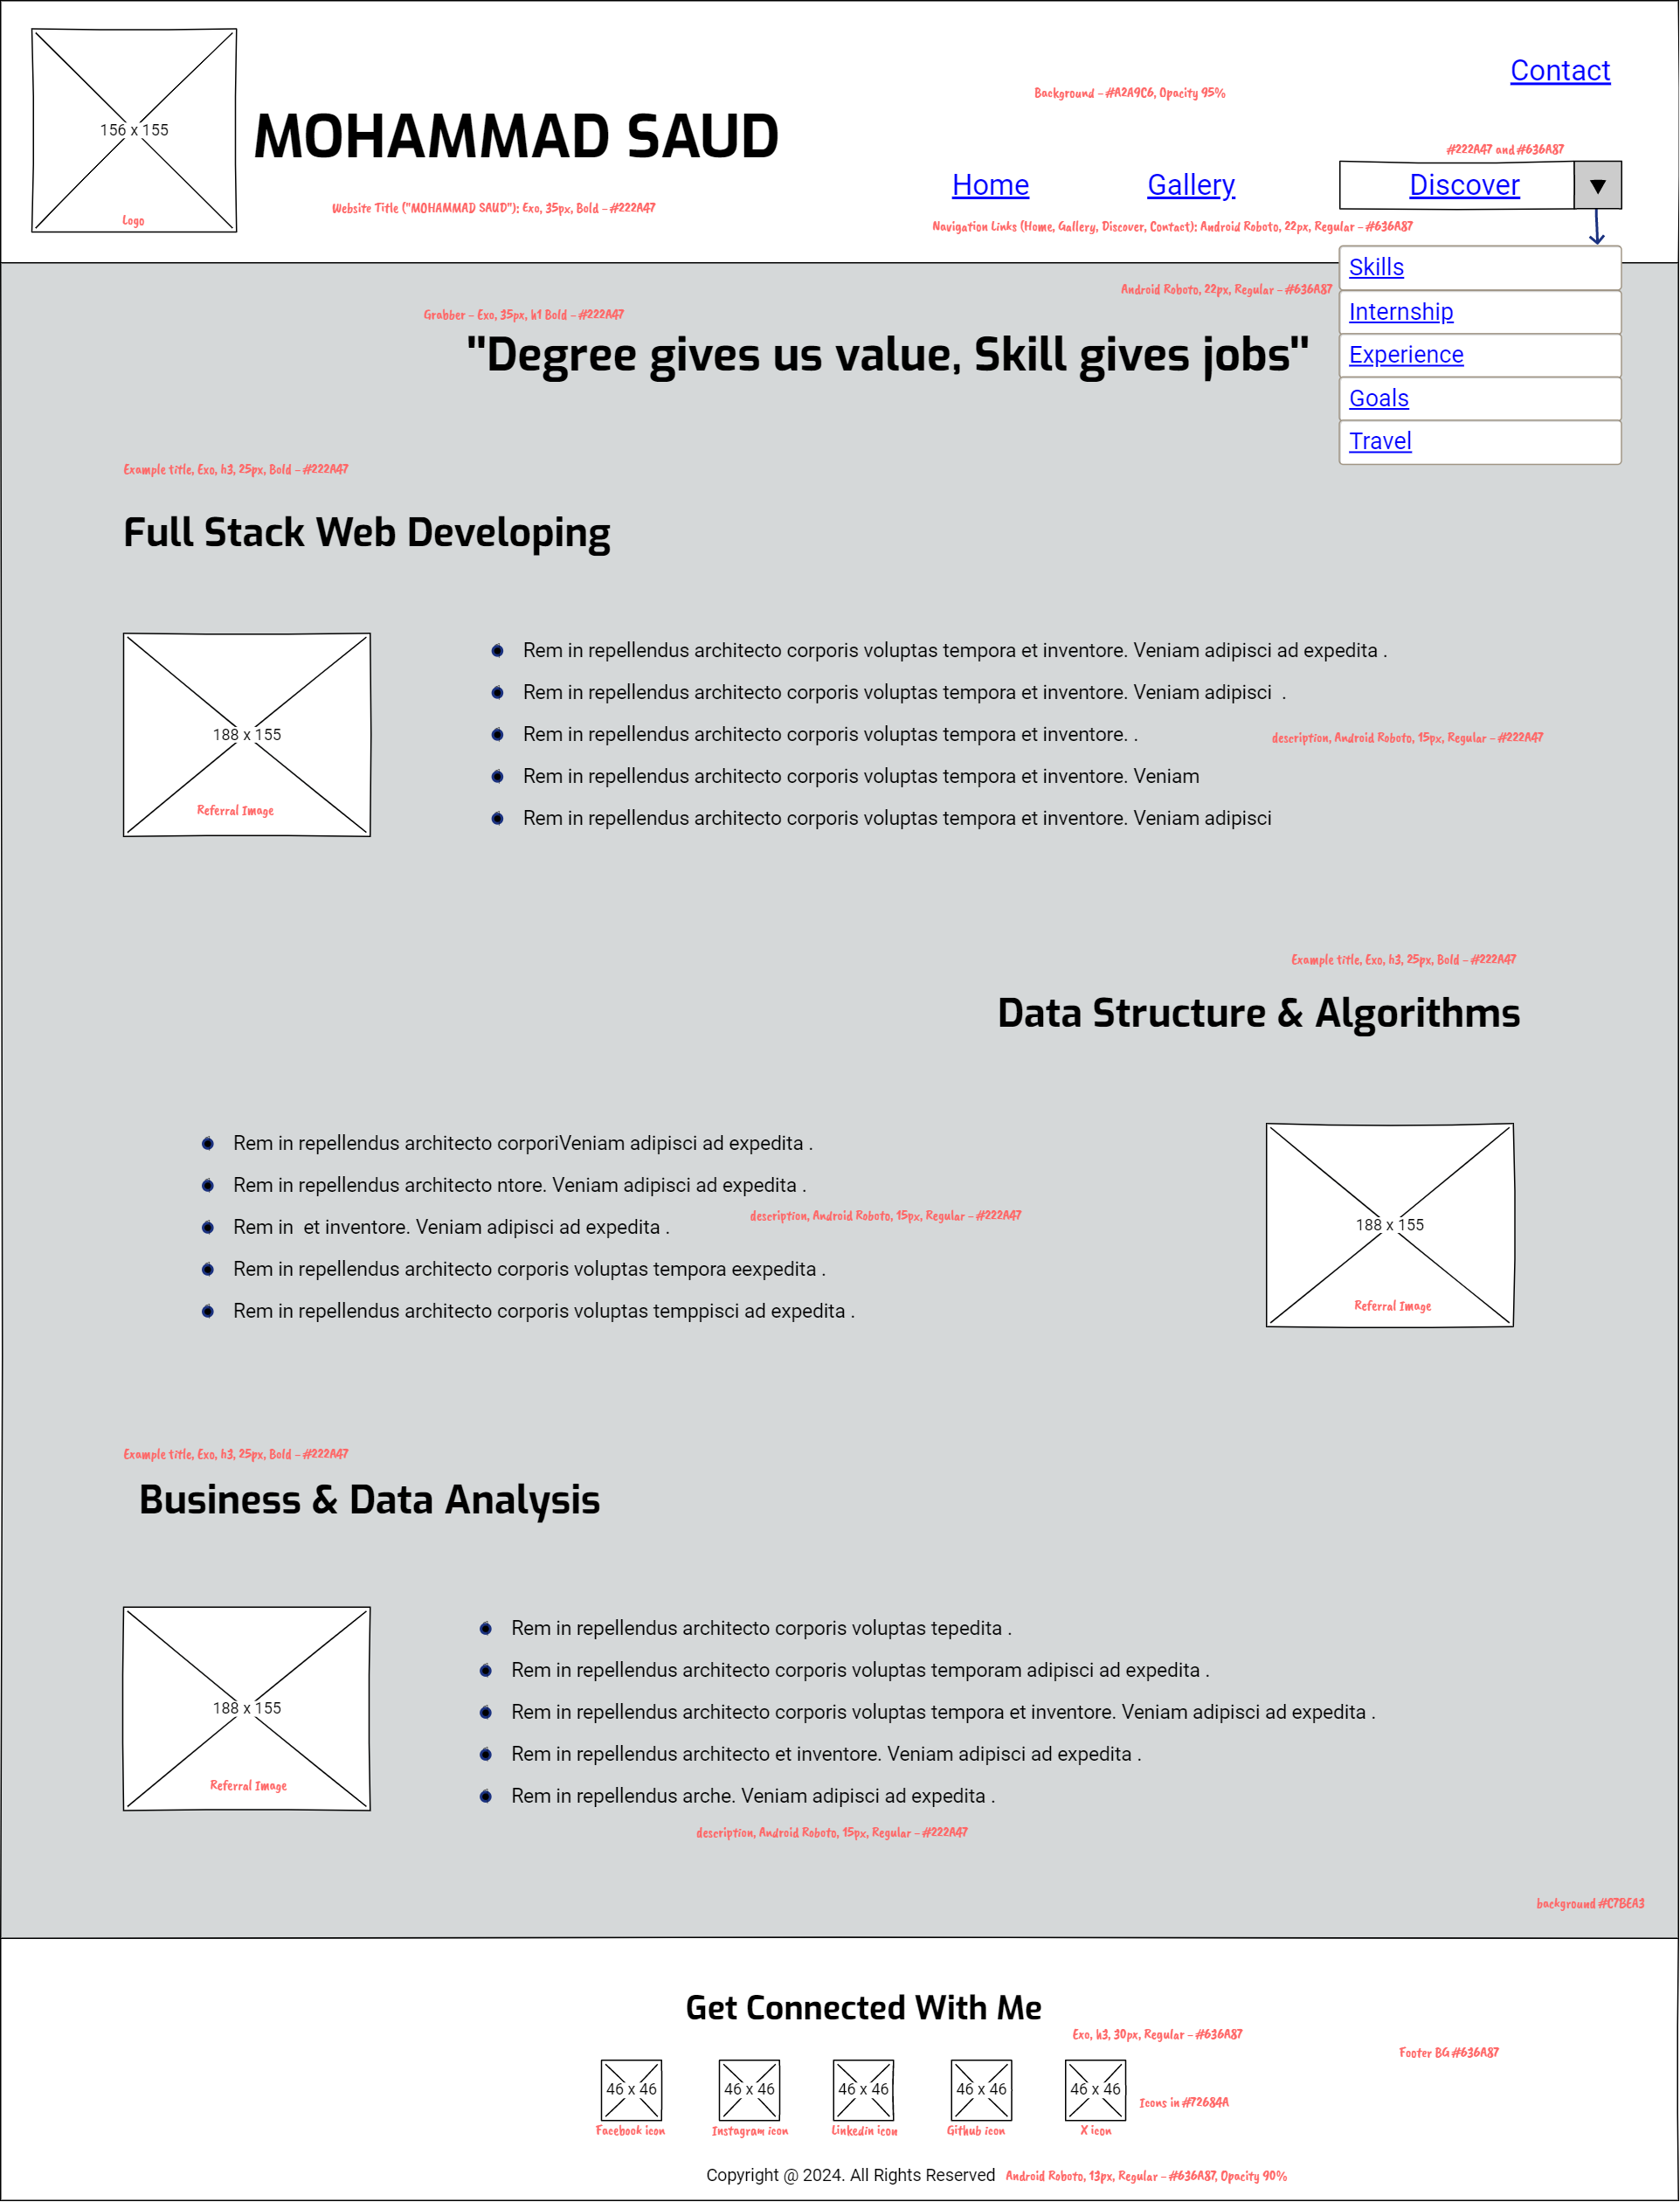 Contact
Background - #A2A9C6, Opacity 95%
156 x 155
MOHAMMAD SAUD
#222A47 and #636A87
Home
Gallery
Discover
Website Title ("MOHAMMAD SAUD"): Exo, 35px, Bold - #222A47
Logo
Navigation Links (Home, Gallery, Discover, Contact): Android Roboto, 22px, Regular - #636A87
Skills
Internship
Experience
Goals
Travel
Android Roboto, 22px, Regular - #636A87
Grabber - Exo, 35px, h1 Bold - #222A47
"Degree gives us value, Skill gives jobs"
Example title, Exo, h3, 25px, Bold - #222A47
Full Stack Web Developing
188 x 155
Referral Image
Rem in repellendus architecto corporis voluptas tempora et inventore. Veniam adipisci ad expedita .
Rem in repellendus architecto corporis voluptas tempora et inventore. Veniam adipisci  .
Rem in repellendus architecto corporis voluptas tempora et inventore. .
Rem in repellendus architecto corporis voluptas tempora et inventore. Veniam
Rem in repellendus architecto corporis voluptas tempora et inventore. Veniam adipisci
description, Android Roboto, 15px, Regular - #222A47
Example title, Exo, h3, 25px, Bold - #222A47
Data Structure & Algorithms
Rem in repellendus architecto corporiVeniam adipisci ad expedita .
Rem in repellendus architecto ntore. Veniam adipisci ad expedita .
Rem in  et inventore. Veniam adipisci ad expedita .
Rem in repellendus architecto corporis voluptas tempora eexpedita .
Rem in repellendus architecto corporis voluptas temppisci ad expedita .
description, Android Roboto, 15px, Regular - #222A47
188 x 155
Referral Image
Example title, Exo, h3, 25px, Bold - #222A47
Business & Data Analysis
188 x 155
Referral Image
Rem in repellendus architecto corporis voluptas tepedita .
Rem in repellendus architecto corporis voluptas temporam adipisci ad expedita .
Rem in repellendus architecto corporis voluptas tempora et inventore. Veniam adipisci ad expedita .
Rem in repellendus architecto et inventore. Veniam adipisci ad expedita .
Rem in repellendus arche. Veniam adipisci ad expedita .
description, Android Roboto, 15px, Regular - #222A47
background #C7BEA3
Get Connected With Me
Exo, h3, 30px, Regular - #636A87
Footer BG #636A87
46 x 46
46 x 46
46 x 46
46 x 46
46 x 46
Icons in #72684A
Facebook icon
Instagram icon
Linkedin icon
Github icon
X icon
Copyright @ 2024. All Rights Reserved
Android Roboto, 13px, Regular - #636A87, Opacity 90%